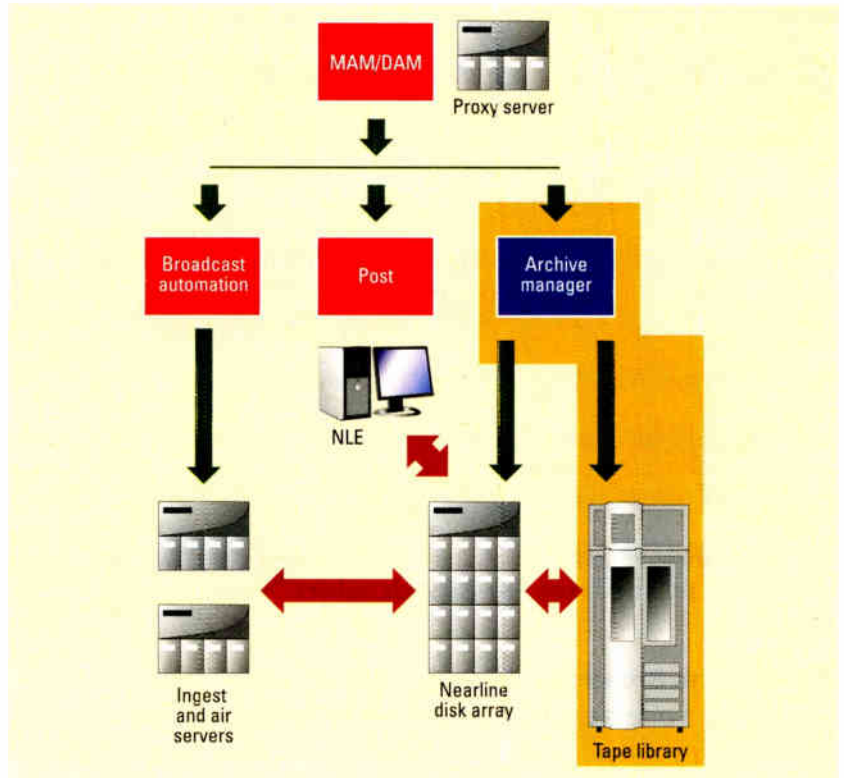 MAM/DAM
Proxy server
Broadcast
automation
Post
Archive
manager
NLE
Ingest
and air
servers
Nearline
disk array
Tape library